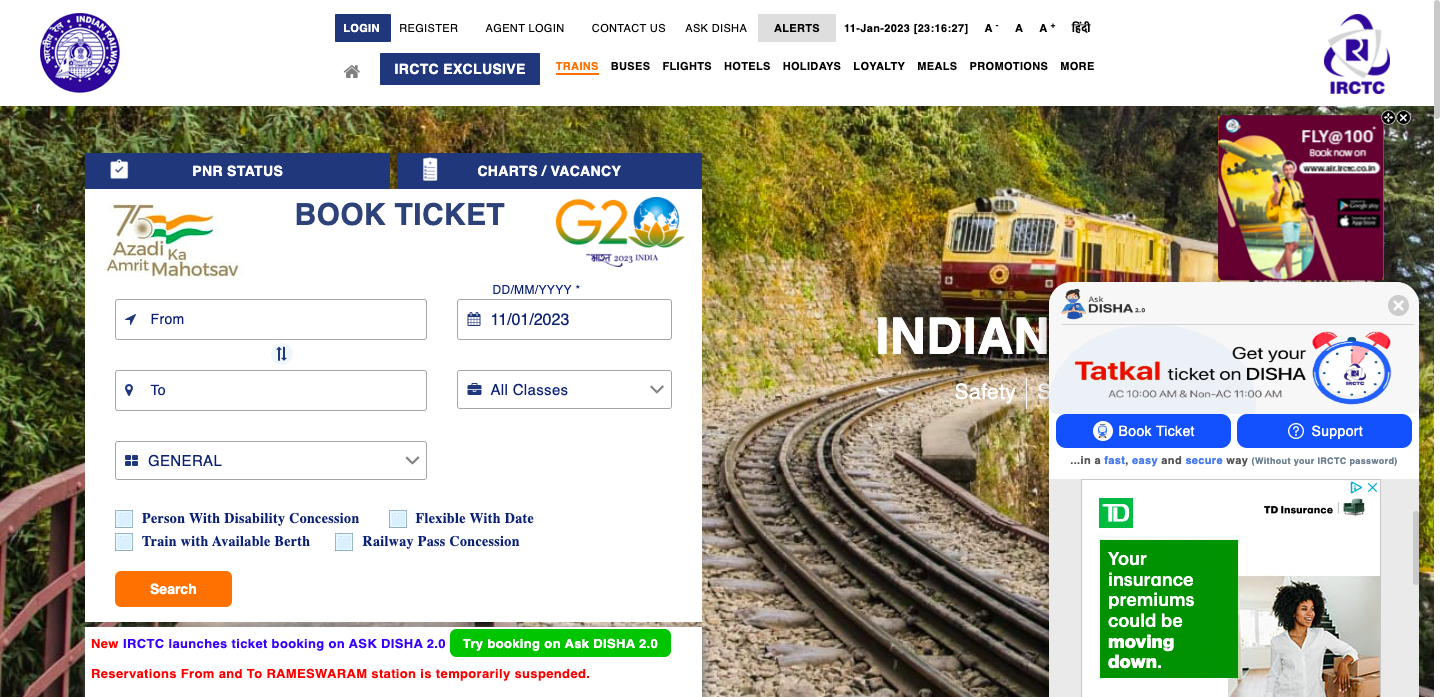 LOGIN REGISTER AGENT LOGIN CONTACT US ASK DISHA ALERTS 11-Jan-2023 [23:16:27] A - A A + हिंदी
IRCTC EXCLUSIVE TRAINS BUSES FLIGHTS HOTELS HOLIDAYS LOYALTY MEALS PROMOTIONS MORE
भारतीय रेल INDIAN RAILWAYS
IRCTC
PNR STATUS
CHARTS / VACANCY
75
Azadi Ka
Amrit Mahotsav
BOOK TICKET
G20
भारत 2023 INDIA
DD/MM/YYYY *
From
11/01/2023
To
All Classes
GENERAL
Person With Disability Concession
Flexible With Date
Train with Available Berth
Railway Pass Concession
Search
New IRCTC launches ticket booking on ASK DISHA 2.0 Try booking on Ask DISHA 2.0
Reservations From and To RAMESWARAM station is temporarily suspended.
INDIAN
Safety | S
FLY@100*
Book now on
www.air.irctc.co.in
Google play
App Store
Ask
DISHA 2.0
Get your
Tatkal ticket on DISHA
AC 10:00 AM & Non-AC 11:00 AM
IRCTC
Book Ticket
Support
...in a fast, easy and secure way (Without your IRCTC password)
TD
TD Insurance
Your
insurance
premiums
could be
moving
down.